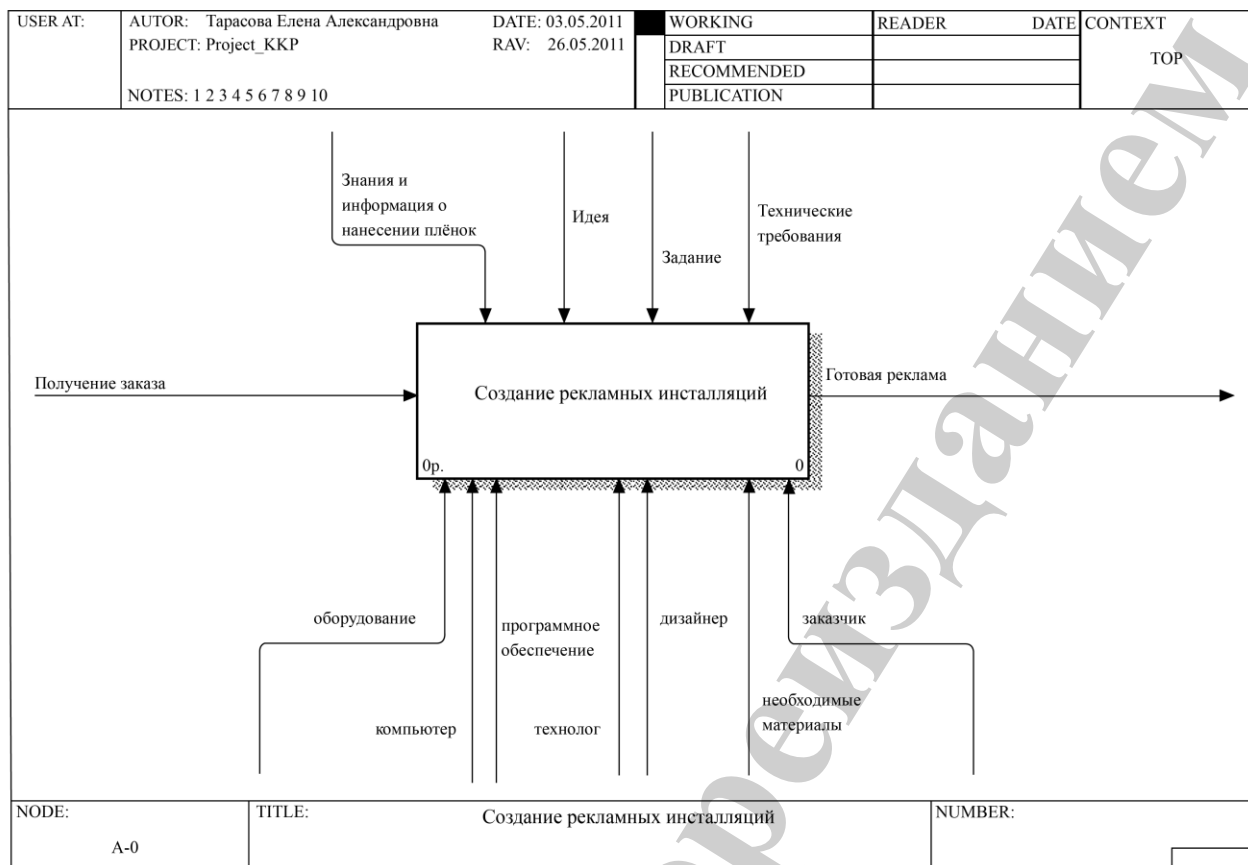 USER AT:
AUTOR: Тарасова Елена Александровна
DATE: 03.05.2011
PROJECT: Project_KKP
RAV: 26.05.2011
NOTES: 1 2 3 4 5 6 7 8 9 10
WORKING
DRAFT
RECOMMENDED
PUBLICATION
READER DATE
CONTEXT
TOP
Знания и
информация о
нанесении плёнок
Идея
Задание
Технические
требования
Получение заказа
Создание рекламных инсталляций
0р.
0
Готовая реклама
оборудование
компьютер
программное
обеспечение
технолог
дизайнер
необходимые
материалы
заказчик
NODE:
A-0
TITLE:
Создание рекламных инсталляций
NUMBER:
реизданием